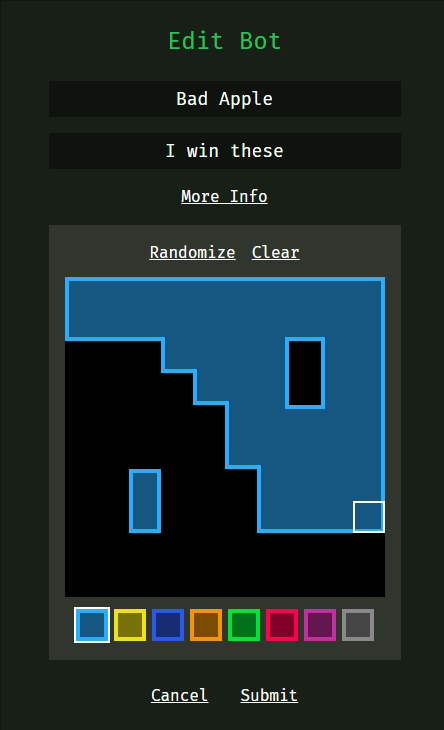 Edit Bot
Bad Apple
I win these
More Info
Randomize Clear
Cancel Submit